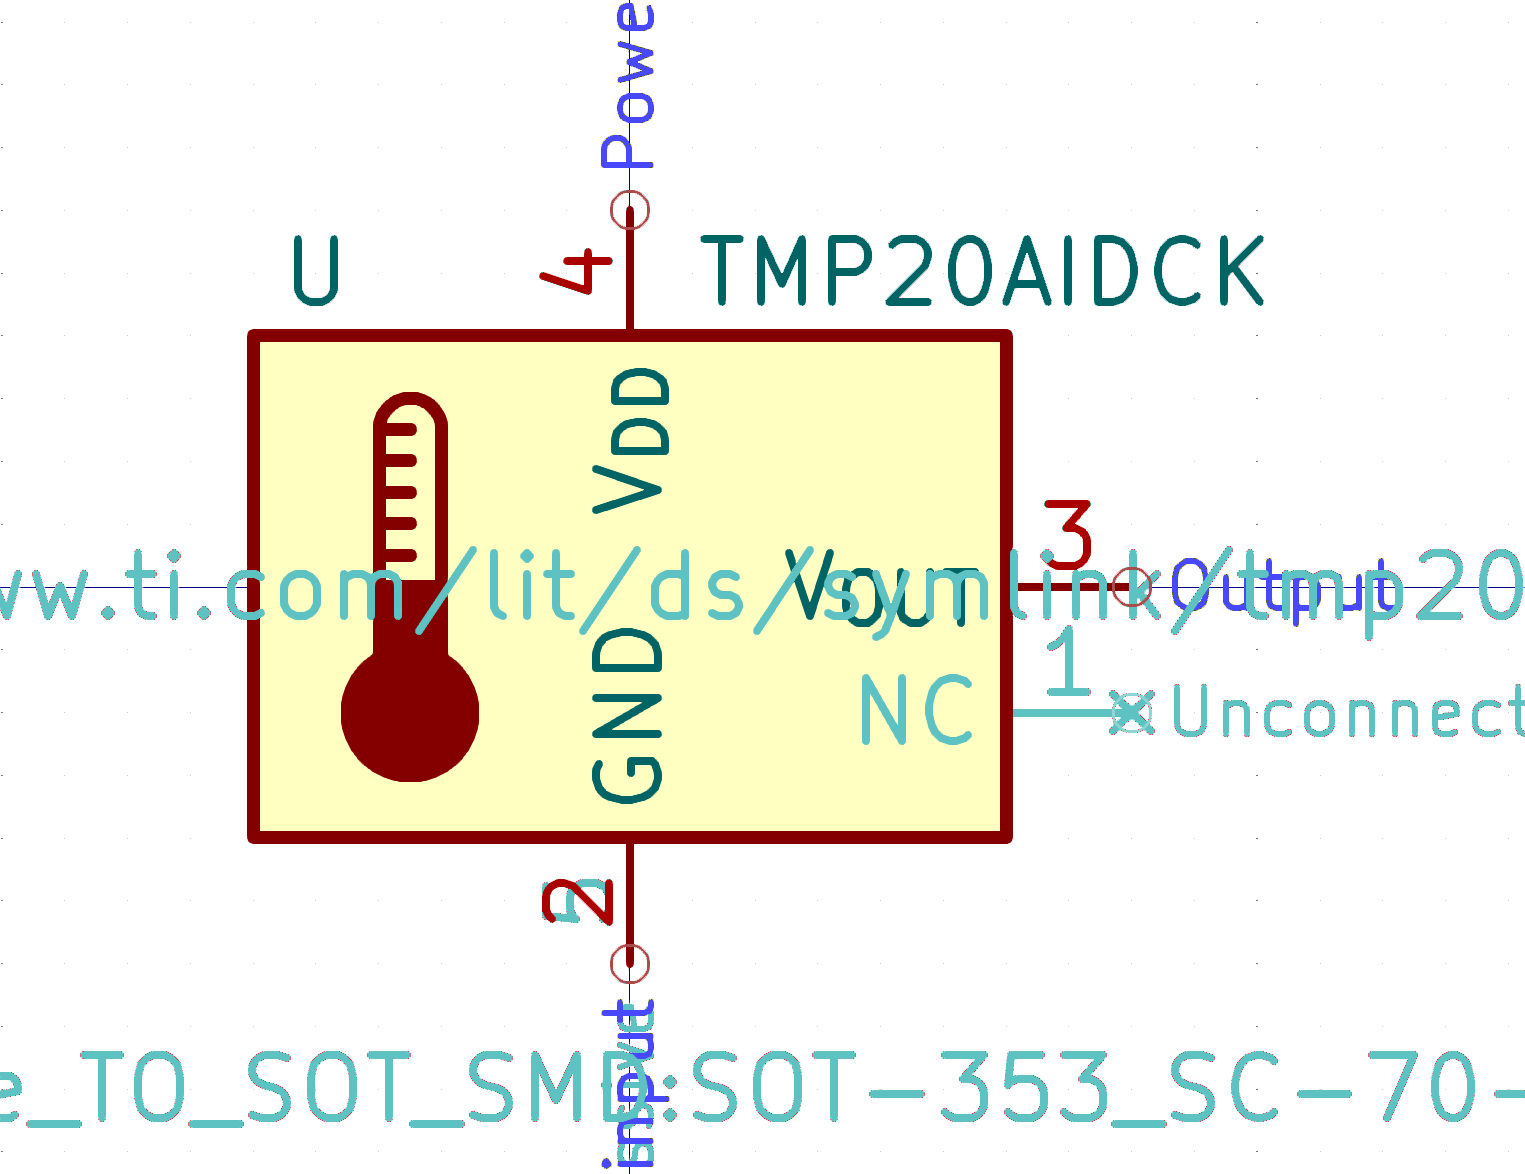 Powe
U
4
TMP20AIDCK
VDD
3
ww.ti.com/lit/ds/symlink/tmp20
VOUT
Output
GND
1
NC
Unconnect
2
input
e_TO_SOT_SMD:SOT-353_SC-70-